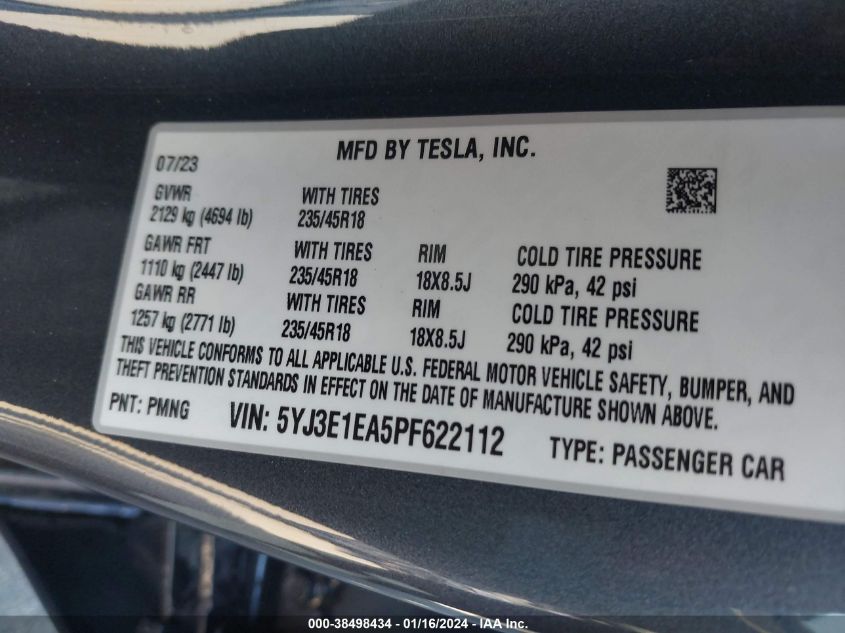 MFD BY TESLA, INC.
07/23
GVWR WITH TIRES
2129 kg (4694 lb) 235/45R18
GAWR FRT WITH TIRES RIM COLD TIRE PRESSURE
1110 kg (2447 lb) 235/45R18 18X8.5J 290 kPa, 42 psi
GAWR RR WITH TIRES RIM COLD TIRE PRESSURE
1257 kg (2771 lb) 235/45R18 18X8.5J 290 kPa, 42 psi
THIS VEHICLE CONFORMS TO ALL APPLICABLE U.S. FEDERAL MOTOR VEHICLE SAFETY, BUMPER, AND
THEFT PREVENTION STANDARDS IN EFFECT ON THE DATE OF MANUFACTURE SHOWN ABOVE.
PNT: PMNG VIN: 5YJ3E1EA5PF622112 TYPE: PASSENGER CAR
000-38498434 - 01/16/2024 - IAAI, Inc.